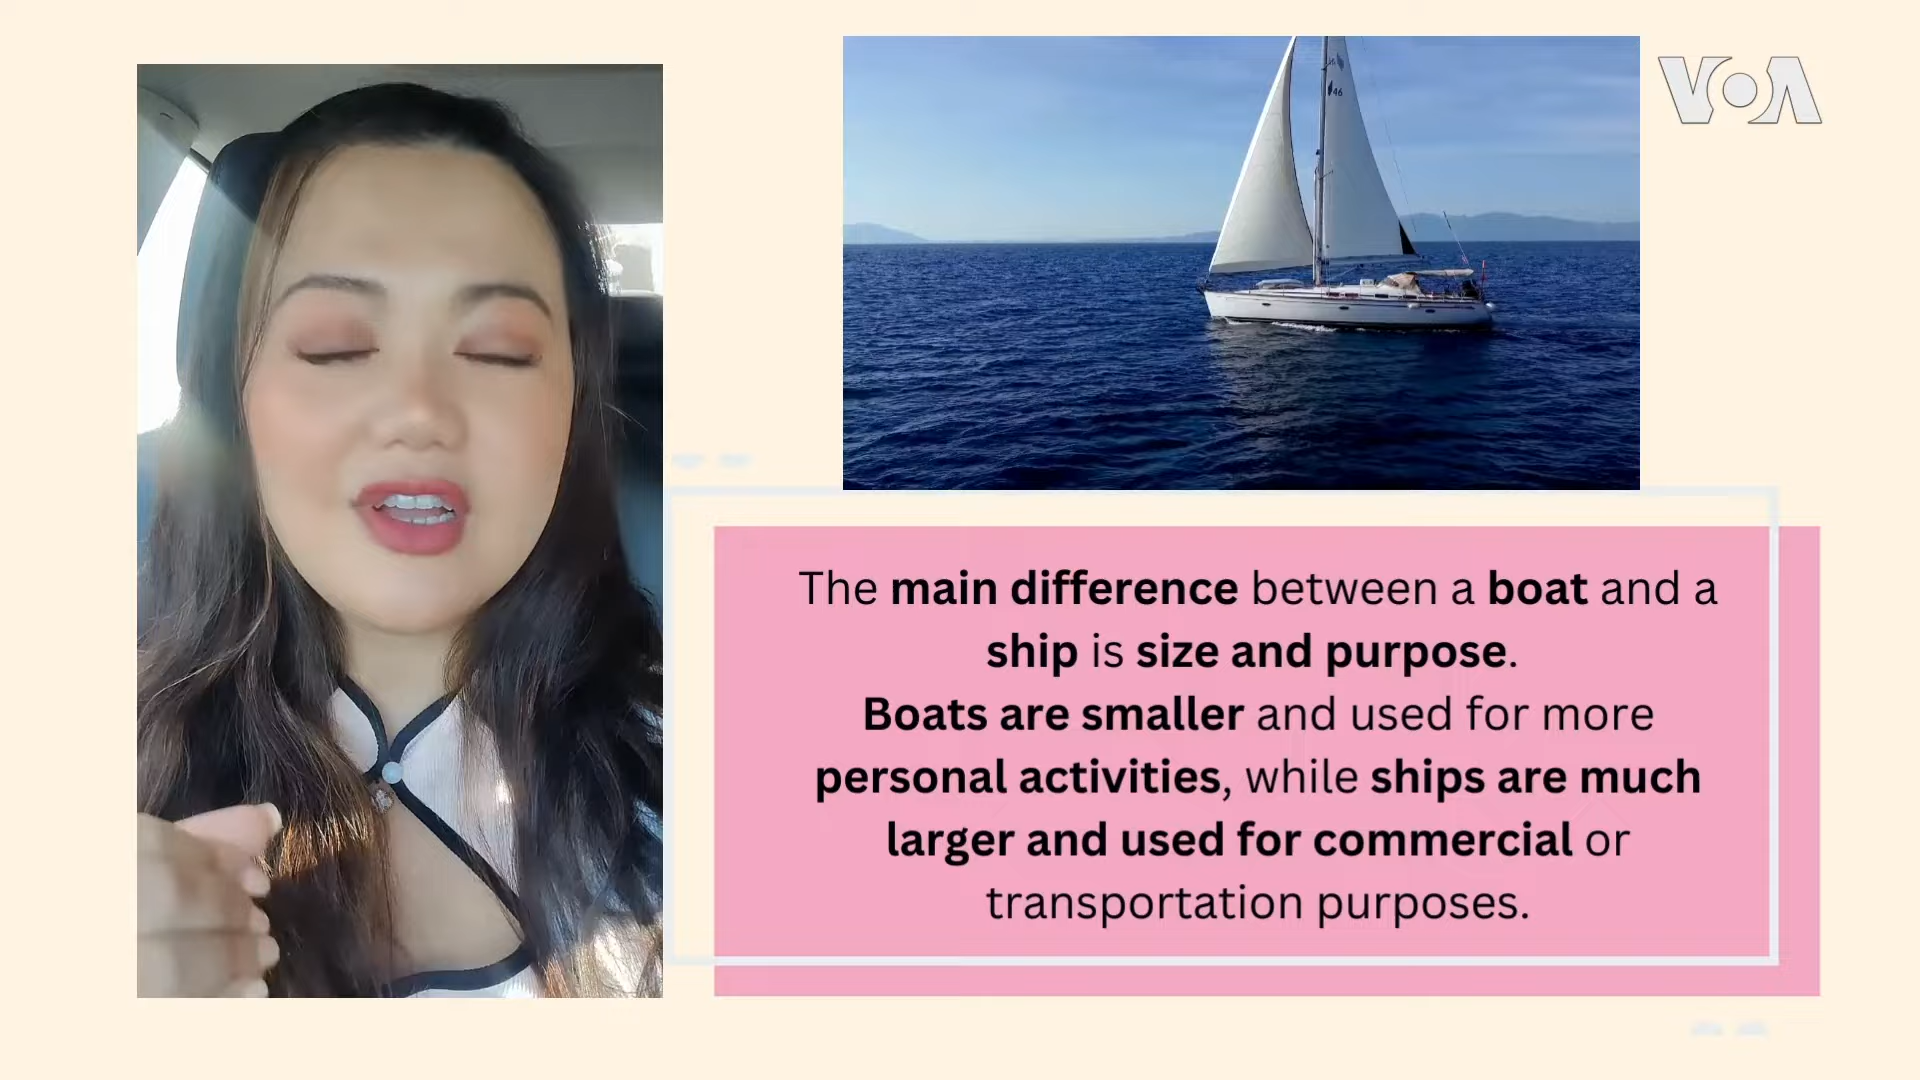 VOA
46
The main difference between a boat and a
ship is size and purpose.
Boats are smaller and used for more
personal activities, while ships are much
larger and used for commercial or
transportation purposes.